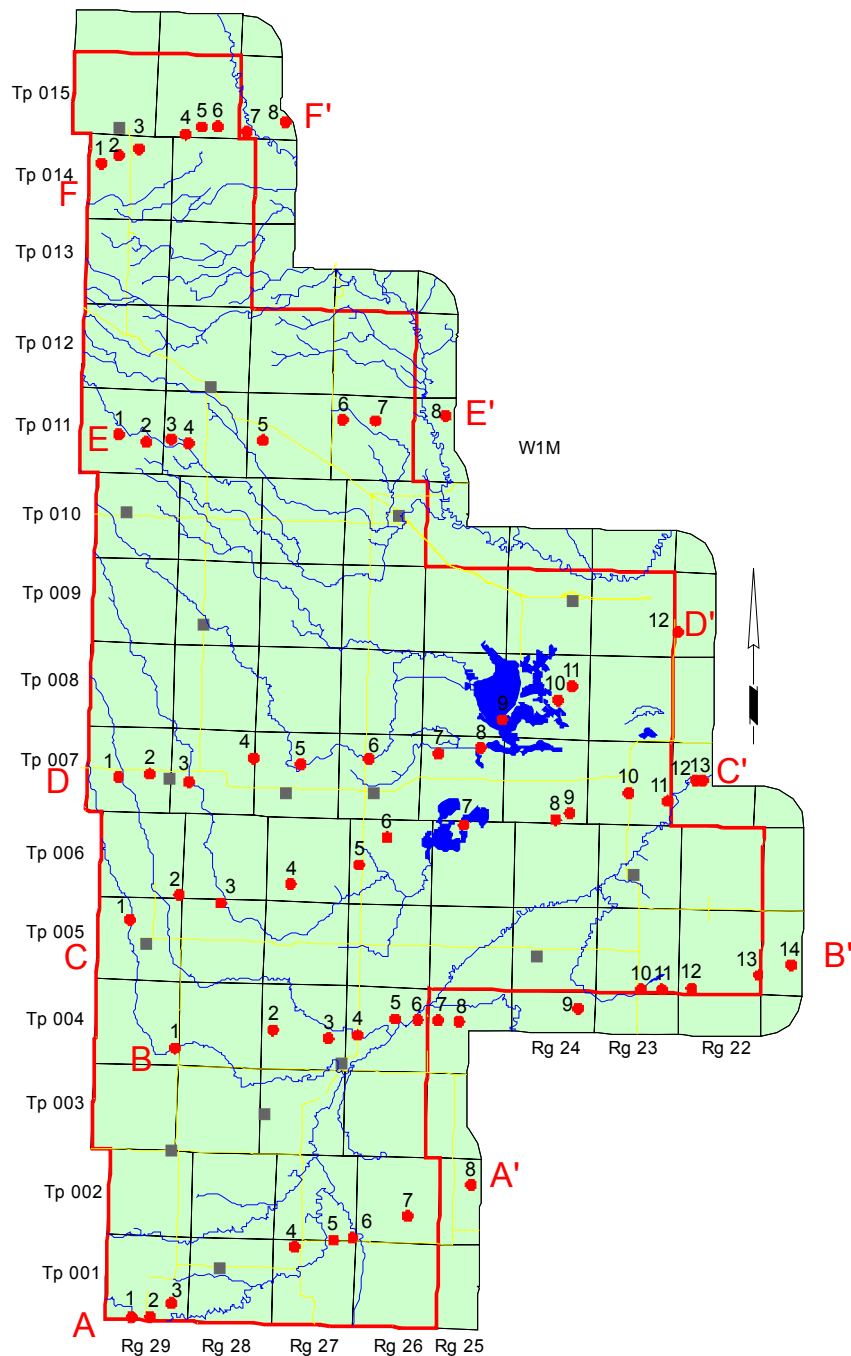 Tp 015
4 5 6 7 8 F'
1 2 3
Tp 014
F
Tp 013
Tp 012
Tp 011
E 1 2 3 4 5 6 7 8 E'
W1M
Tp 010
Tp 009
12 D'
Tp 008
9 10 11
Tp 007
D 1 2 3 4 5 6 7 8
10 11 12 13 C'
7 8 9
Tp 006
1 2 3 4 5 6
Tp 005
C
13 14 B'
10 11 12
Tp 004
B 1 2 3 4 5 6 7 8 9
Rg 24 Rg 23 Rg 22
Tp 003
Tp 002
8 A'
4 5 6 7
Tp 001
A 1 2 3
Rg 29 Rg 28 Rg 27 Rg 26 Rg 25